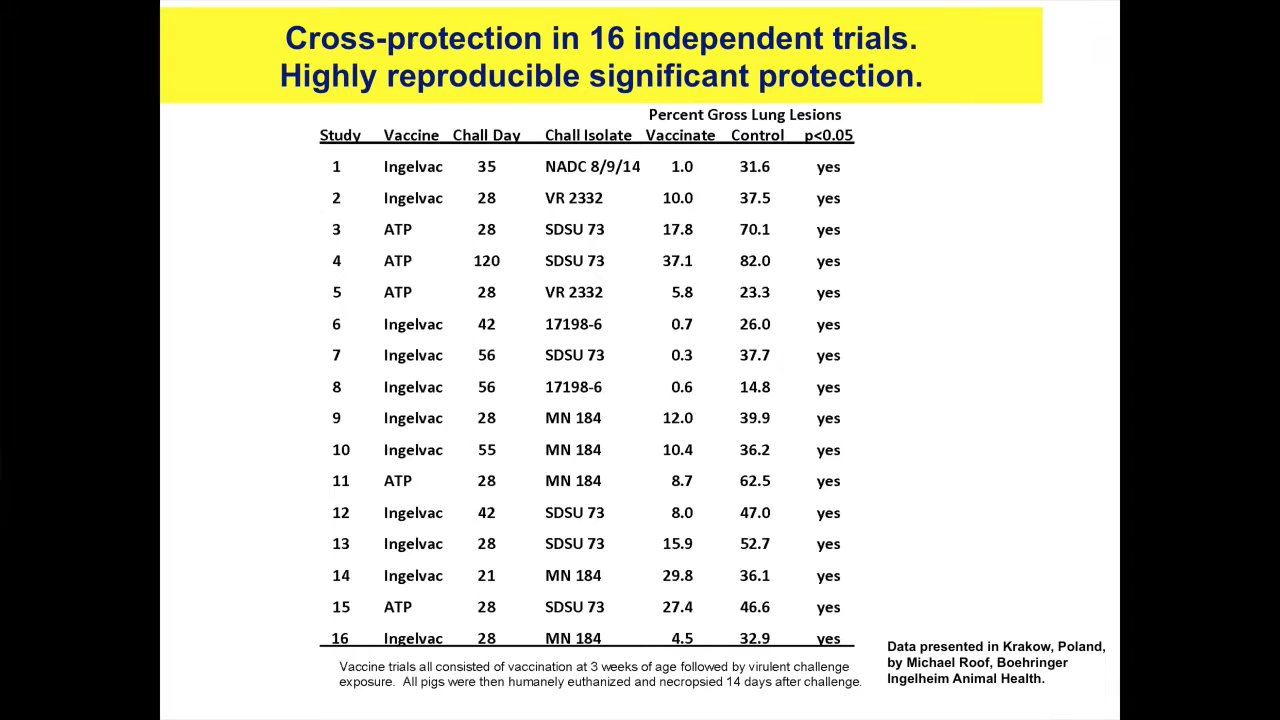 Cross-protection in 16 independent trials.
Highly reproducible significant protection.
Percent Gross Lung Lesions
Study Vaccine Chall Day Chall Isolate Vaccinate Control p<0.05
1 Ingelvac 35 NADC 8/9/14 1.0 31.6 yes
2 Ingelvac 28 VR 2332 10.0 37.5 yes
3 ATP 28 SDSU 73 17.8 70.1 yes
4 ATP 120 SDSU 73 37.1 82.0 yes
5 ATP 28 VR 2332 5.8 23.3 yes
6 Ingelvac 42 17198-6 0.7 26.0 yes
7 Ingelvac 56 SDSU 73 0.3 37.7 yes
8 Ingelvac 56 17198-6 0.6 14.8 yes
9 Ingelvac 28 MN 184 12.0 39.9 yes
10 Ingelvac 55 MN 184 10.4 36.2 yes
11 ATP 28 MN 184 8.7 62.5 yes
12 Ingelvac 42 SDSU 73 8.0 47.0 yes
13 Ingelvac 28 SDSU 73 15.9 52.7 yes
14 Ingelvac 21 MN 184 29.8 36.1 yes
15 ATP 28 SDSU 73 27.4 46.6 yes
16 Ingelvac 28 MN 184 4.5 32.9 yes
Vaccine trials all consisted of vaccination at 3 weeks of age followed by virulent challenge
exposure. All pigs were then humanely euthanized and necropsied 14 days after challenge.
Data presented in Krakow, Poland,
by Michael Roof, Boehringer
Ingelheim Animal Health.